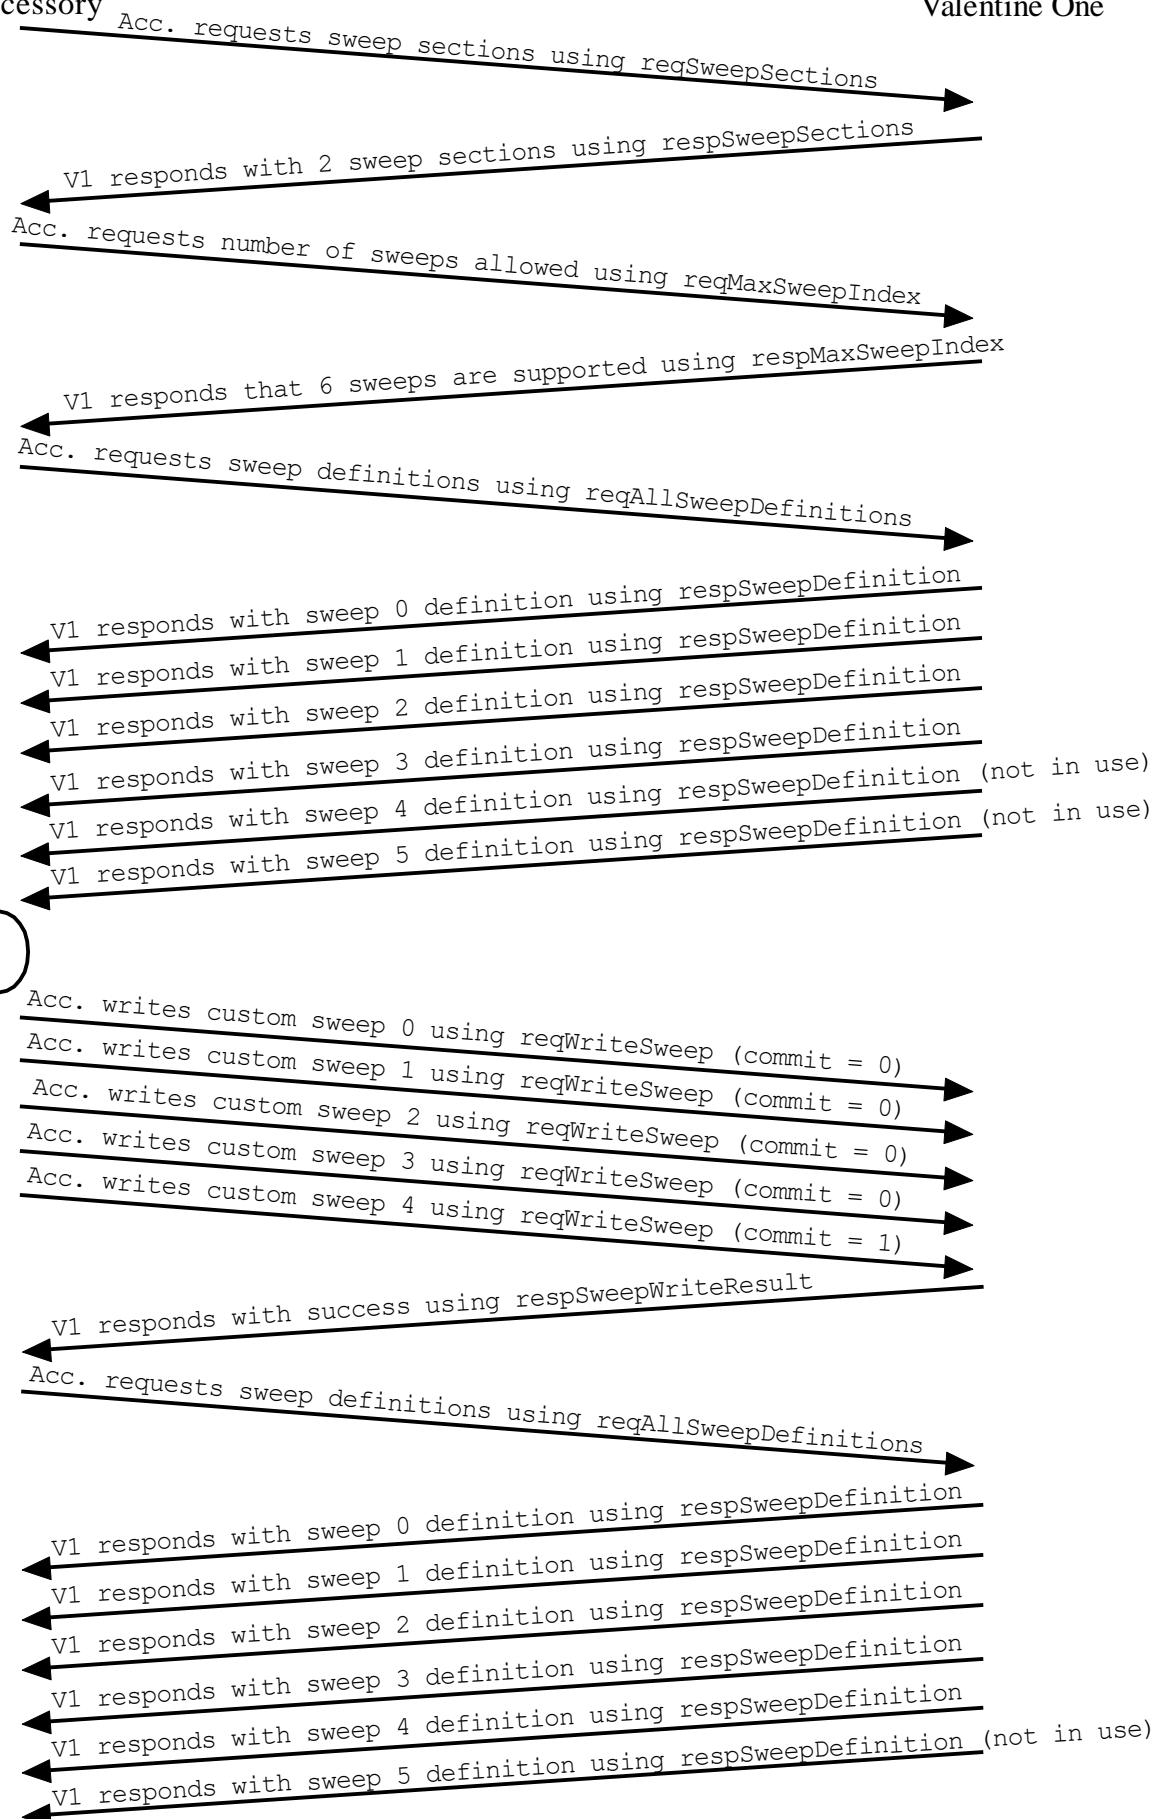 cessory
Valentine One
Acc. requests sweep sections using reqSweepSections
V1 responds with 2 sweep sections using respSweepSections
Acc. requests number of sweeps allowed using reqMaxSweepIndex
V1 responds that 6 sweeps are supported using respMaxSweepIndex
Acc. requests sweep definitions using reqAllSweepDefinitions
V1 responds with sweep 0 definition using respSweepDefinition
V1 responds with sweep 1 definition using respSweepDefinition
V1 responds with sweep 2 definition using respSweepDefinition
V1 responds with sweep 3 definition using respSweepDefinition
V1 responds with sweep 4 definition using respSweepDefinition (not in use)
V1 responds with sweep 5 definition using respSweepDefinition (not in use)
Acc. writes custom sweep 0 using reqWriteSweep (commit = 0)
Acc. writes custom sweep 1 using reqWriteSweep (commit = 0)
Acc. writes custom sweep 2 using reqWriteSweep (commit = 0)
Acc. writes custom sweep 3 using reqWriteSweep (commit = 0)
Acc. writes custom sweep 4 using reqWriteSweep (commit = 1)
V1 responds with success using respSweepWriteResult
Acc. requests sweep definitions using reqAllSweepDefinitions
V1 responds with sweep 0 definition using respSweepDefinition
V1 responds with sweep 1 definition using respSweepDefinition
V1 responds with sweep 2 definition using respSweepDefinition
V1 responds with sweep 3 definition using respSweepDefinition
V1 responds with sweep 4 definition using respSweepDefinition
V1 responds with sweep 5 definition using respSweepDefinition (not in use)